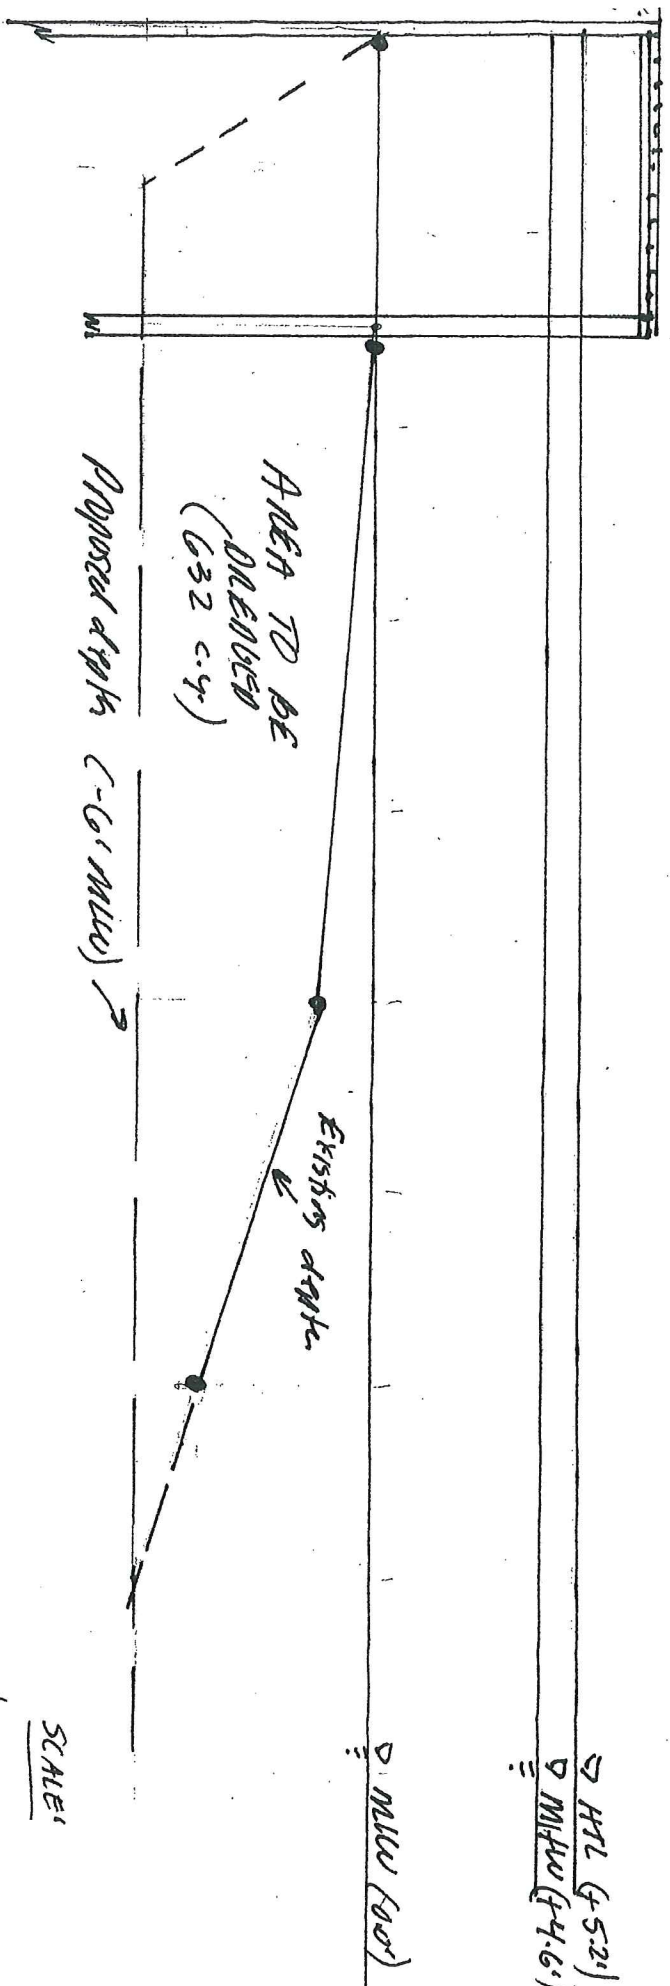 ▽ HTL (+5.2')
▽ MHW (+4.6')
▽ MLW (0.0')
Existing depth
AREA TO BE
DREDGED
(632 c.y.)
Proposed depth (-6' MLW)
SCALE: